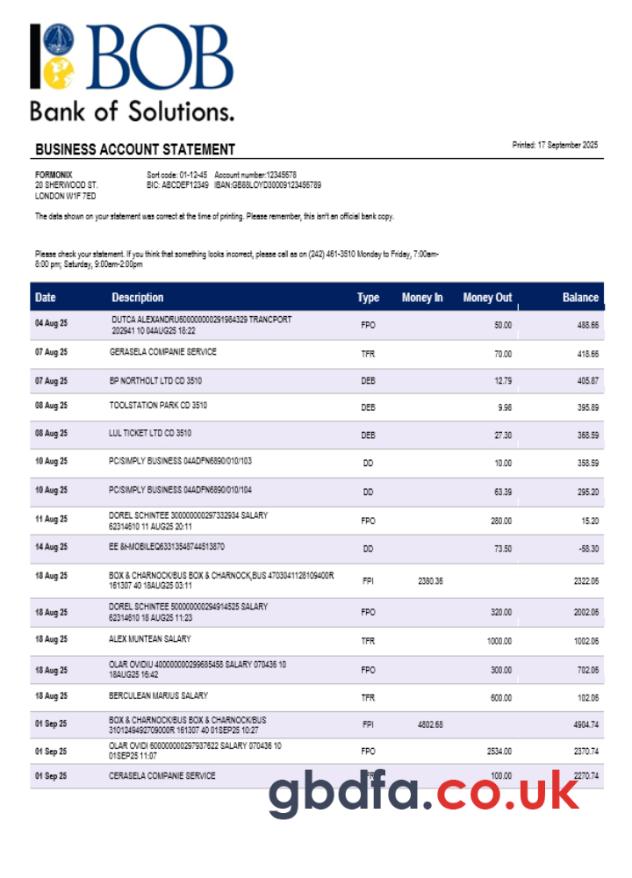 BOB
Bank of Solutions.
BUSINESS ACCOUNT STATEMENT
Printed: 17 September 2025
FORMONIX
20 SHERWOOD ST.
LONDON W1F 7ED
Sort code: 01-12-45 Account number:12345678
BIC: ABCDEF12349 IBAN:GB88LOYD30009123456789
The data shown on your statement was correct at the time of printing. Please remember, this isn't an official bank copy.
Please check your statement. If you think that something looks incorrect, please call as on (242) 461-3510 Monday to Friday, 7:00am-
8:00 pm; Saturday, 9:00am-2:00pm
Date Description Type Money In Money Out Balance
04 Aug 25 DUTCA ALEXANDRU600000000291984329 TRANCPORT FPO 50.00 488.66
202941 10 04AUG25 18:22
07 Aug 25 GERASELA COMPANIE SERVICE TFR 70.00 418.66
07 Aug 25 BP NORTHOLT LTD CD 3510 DEB 12.79 405.87
08 Aug 25 TOOLSTATION PARK CD 3510 DEB 9.98 395.89
08 Aug 25 LUL TICKET LTD CD 3510 DEB 27.30 368.59
10 Aug 25 PC/SIMPLY BUSINESS 04ADFN6890/010/103 DD 10.00 358.59
10 Aug 25 PC/SIMPLY BUSINESS 04ADFN6890/010/104 DD 63.39 295.20
11 Aug 25 DOREL SCHINTEE 300000000297332934 SALARY FPO 280.00 15.20
62314610 11 AUG25 20:11
14 Aug 25 EE &I-MOBILEQ63313548744513870 DD 73.50 -58.30
18 Aug 25 BOX & CHARNOCK/BUS BOX & CHARNOCK,BUS 4703041128109400R FPI 2380.36 2322.06
161307 40 18AUG25 03:11
18 Aug 25 DOREL SCHINTEE 500000000294914525 SALARY FPO 320.00 2002.06
62314618 18 AUG25 11:23
18 Aug 25 ALEX MUNTEAN SALARY TFR 1000.00 1002.06
18 Aug 25 OLAR OVIDIU 400000000299685458 SALARY 070436 10 FPO 300.00 702.06
18AUG25 16:42
18 Aug 25 BERCULEAN MARIUS SALARY TFR 600.00 102.06
01 Sep 25 BOX & CHARNOCK/BUS BOX & CHARNOCK/BUS FPI 4802.68 4904.74
3101249492709000R 161307 40 01SEP25 10:27
01 Sep 25 OLAR OVIDI 600000000297937622 SALARY 070436 10 FPO 2534.00 2370.74
01SEP25 11:07
01 Sep 25 CERASELA COMPANIE SERVICE TFR 100.00 2270.74
gbdfa.co.uk